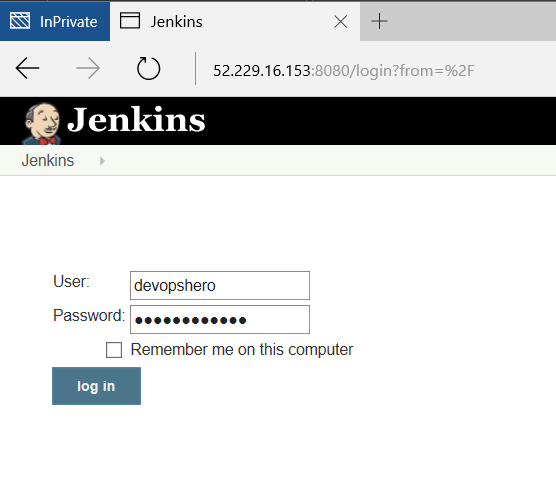 InPrivate
Jenkins
52.229.16.153:8080/login?from=%2F
Jenkins
Jenkins
User:
devopshero
Password:
●●●●●●●●●●●●
Remember me on this computer
log in